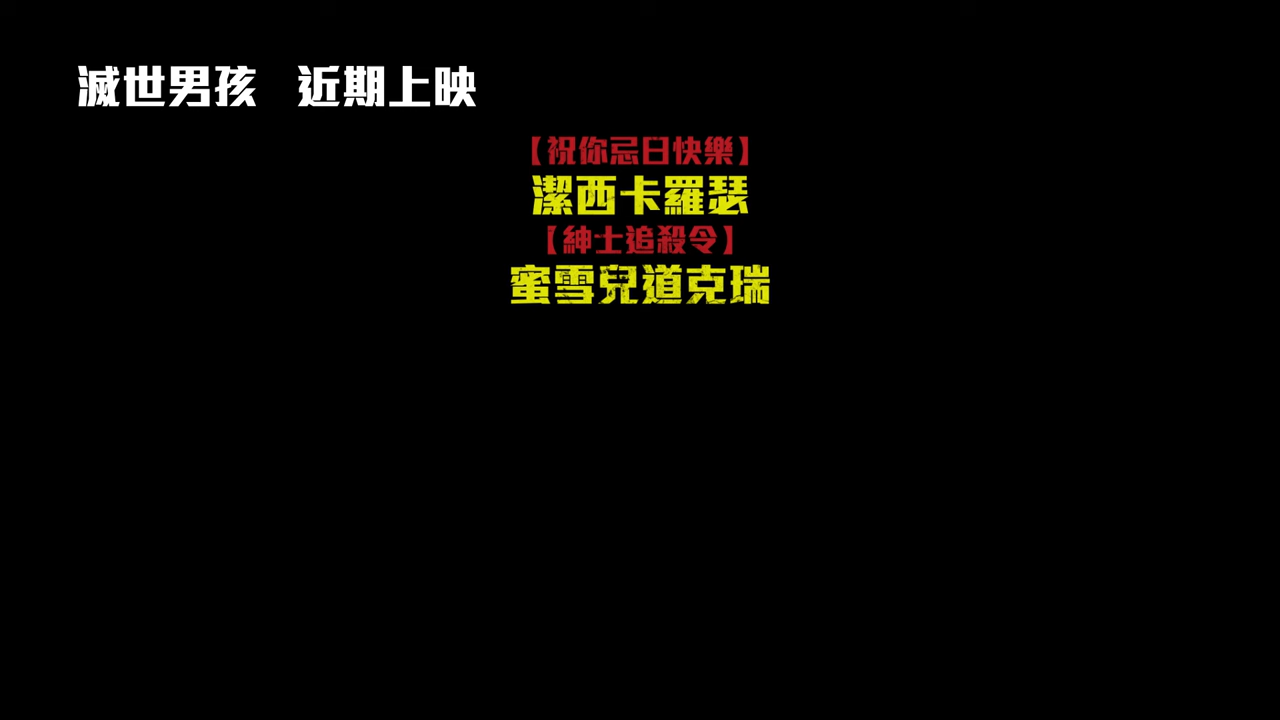 滅世男孩 近期上映
【祝你忌日快樂】
潔西卡羅瑟
【紳士追殺令】
蜜雪兒道克瑞